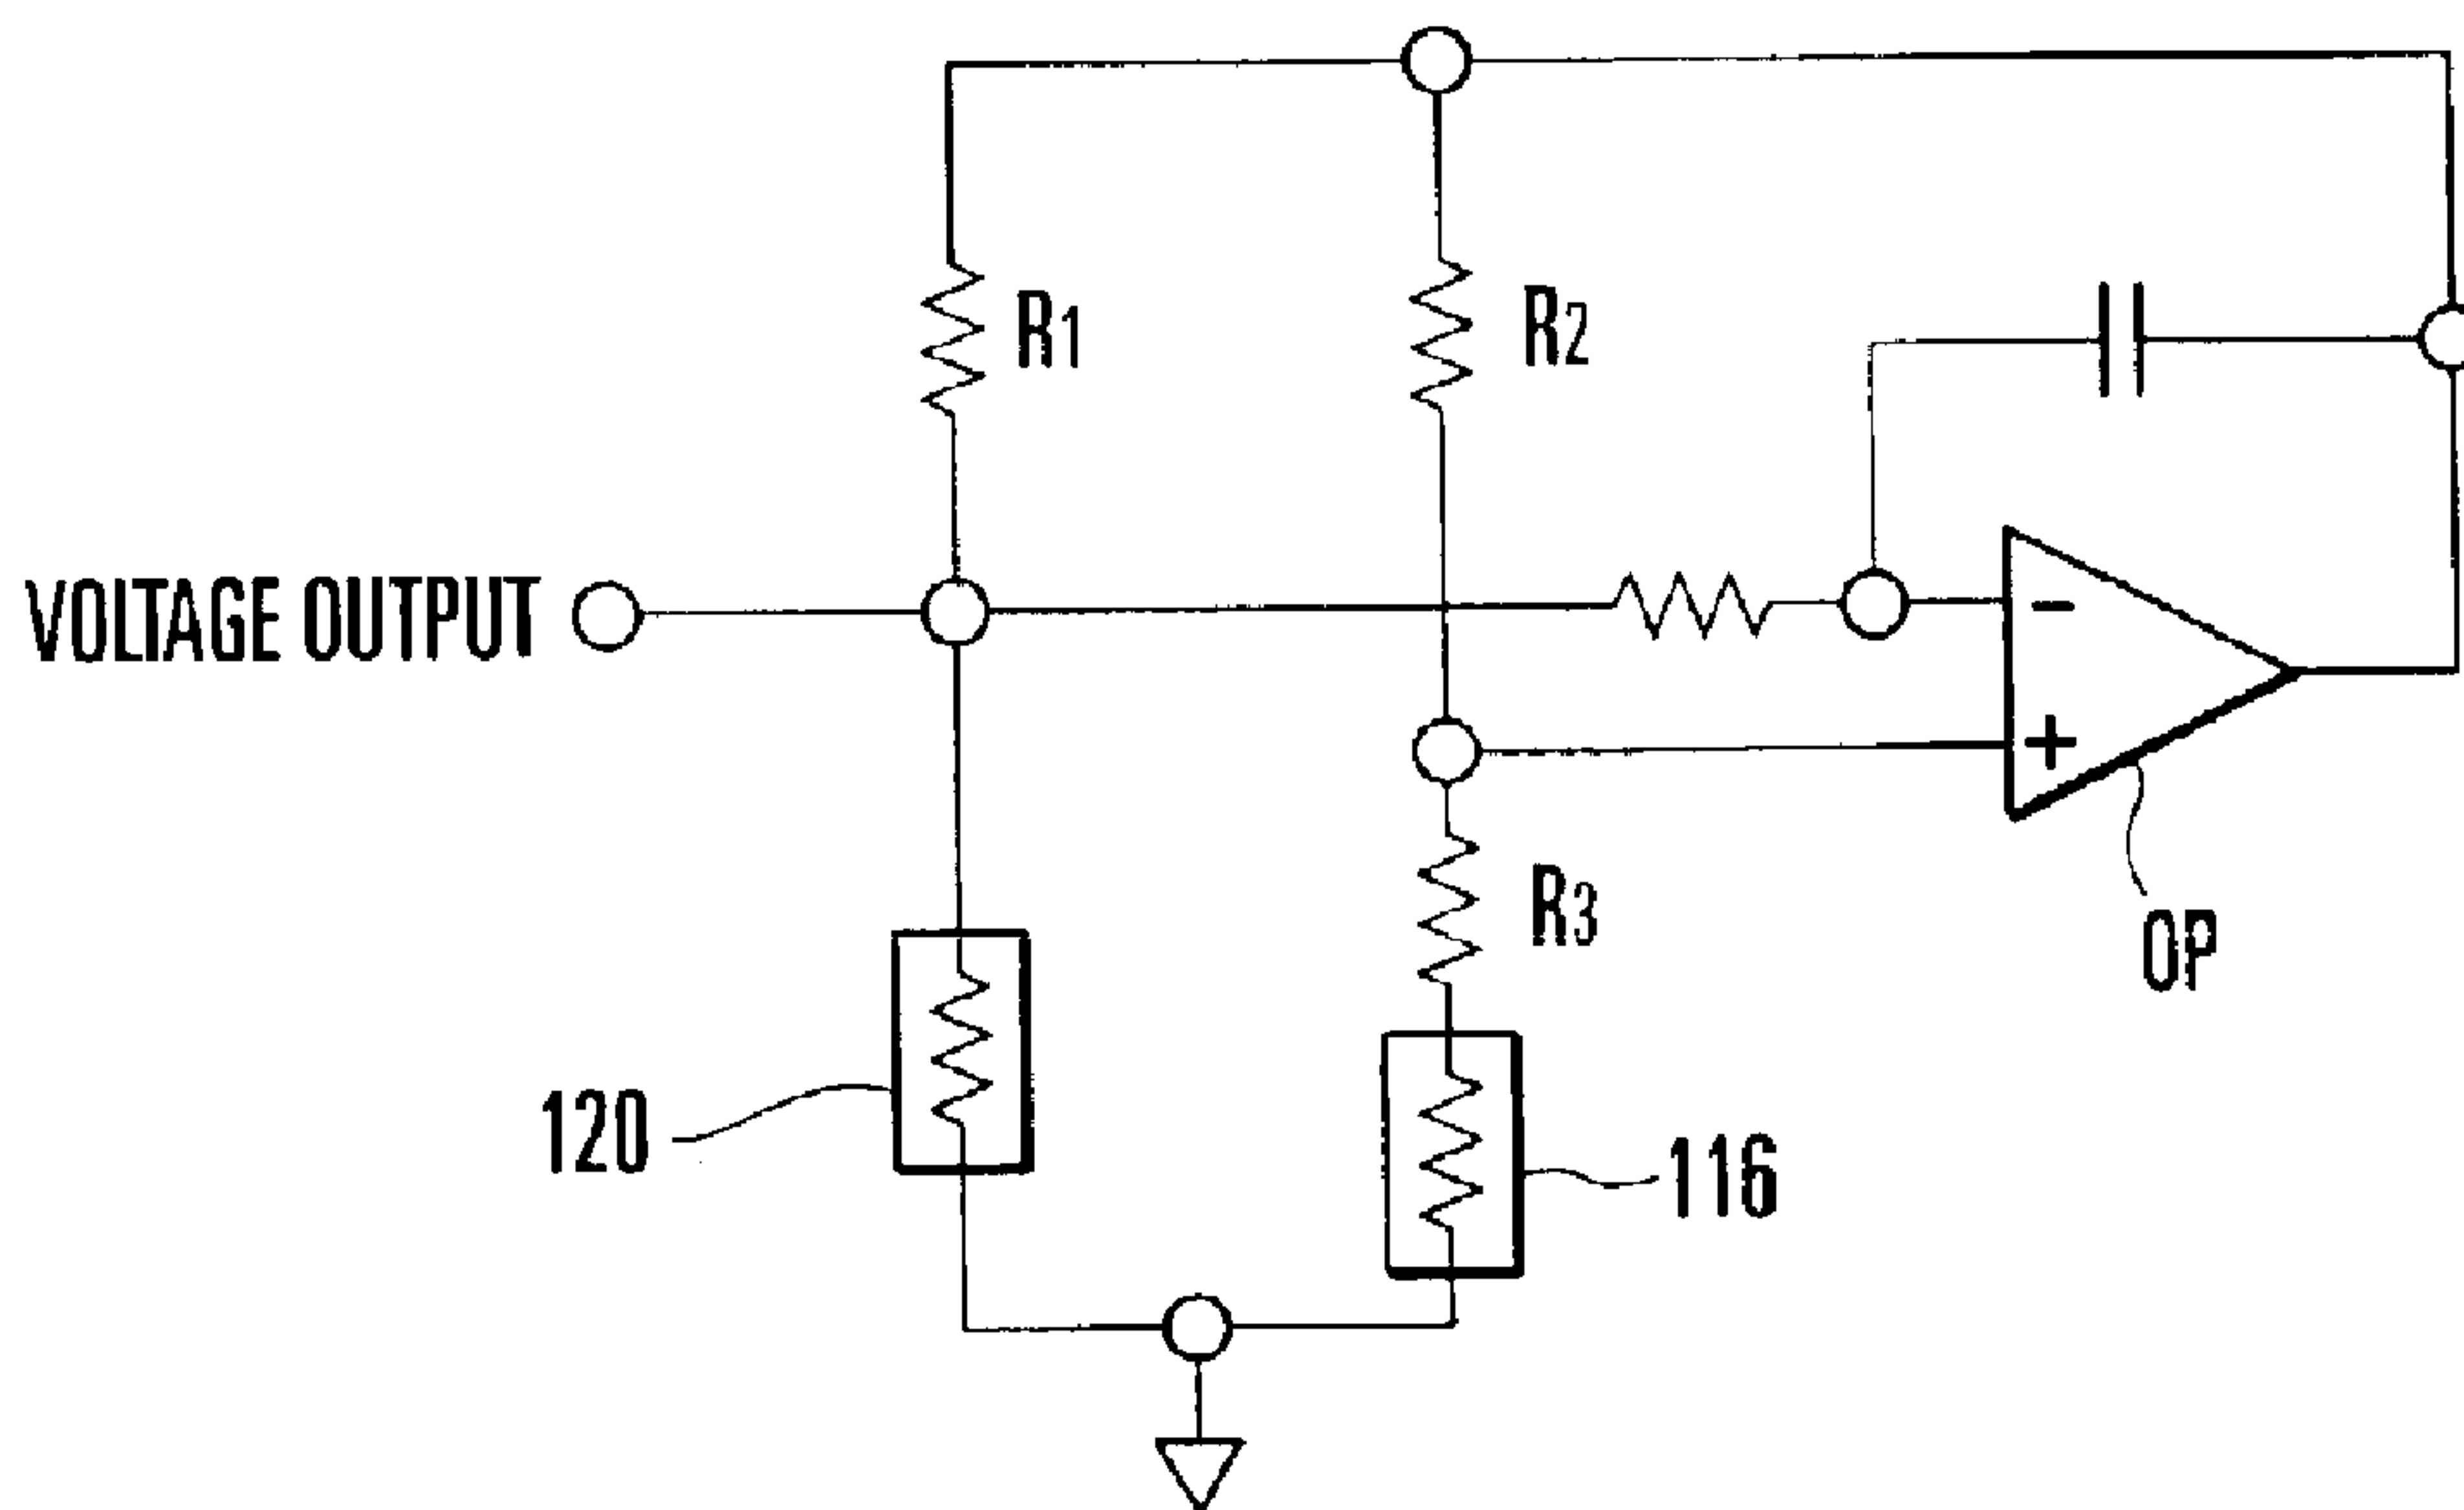 R1
R2
VOLTAGE OUTPUT
−
+
R3
OP
120
116